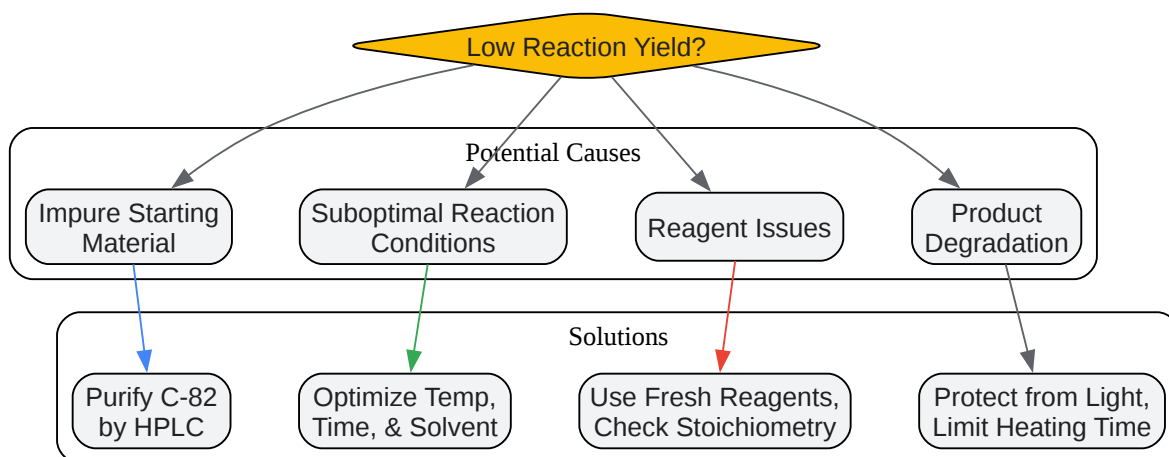 Low Reaction Yield?
Potential Causes
Impure Starting
Material
Suboptimal Reaction
Conditions
Reagent Issues
Product
Degradation
Solutions
Purify C-82
by HPLC
Optimize Temp,
Time, & Solvent
Use Fresh Reagents,
Check Stoichiometry
Protect from Light,
Limit Heating Time